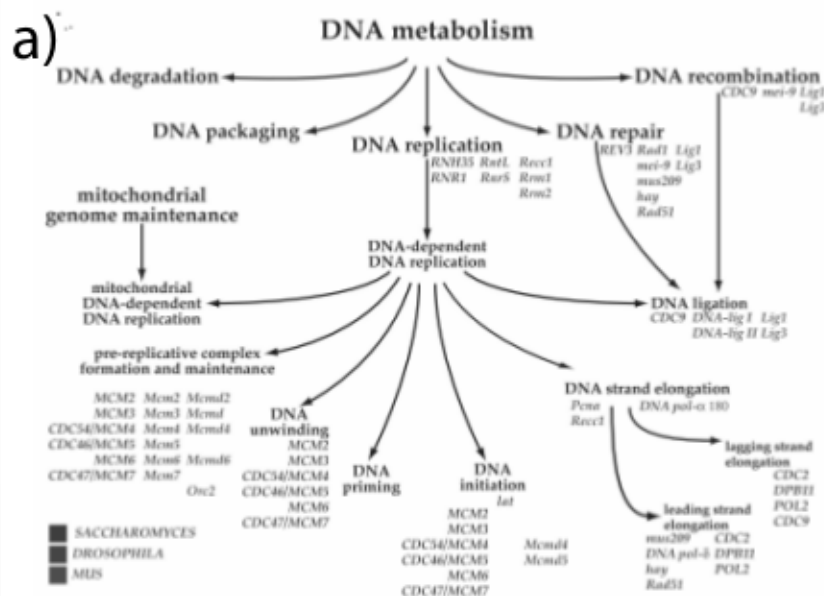 a)
DNA metabolism
DNA degradation
DNA recombination
CDC9 mei-9 Lig1
Lig3
DNA packaging
DNA replication
RNH35 RnrL Recc1
RNR1 RnrS Rrm1
Rrm2
DNA repair
REV3 Rad1 Lig1
mei-9 Lig3
mus209
hay
Rad51
mitochondrial
genome maintenance
DNA-dependent
DNA replication
mitochondrial
DNA-dependent
DNA replication
DNA ligation
CDC9 DNA-lig I Lig1
DNA-lig II Lig3
pre-replicative complex
formation and maintenance
MCM2 Mcm2 Mcmd2
MCM3 Mcm3 Mcmd
CDC54/MCM4 Mcm4 Mcmd4
CDC46/MCM5 Mcm5
MCM6 Mcm6 Mcmd6
CDC47/MCM7 Mcm7
Orc2
DNA
unwinding
MCM2
MCM3
CDC54/MCM4
CDC46/MCM5
MCM6
CDC47/MCM7
DNA
priming
DNA
initiation
lat
MCM2
MCM3
CDC54/MCM4 Mcmd4
CDC46/MCM5 Mcmd5
MCM6
CDC47/MCM7
DNA strand elongation
Pcna DNA pol-α 180
Recc1
lagging strand
elongation
CDC2
DPB11
POL2
CDC9
leading strand
elongation
mus209 CDC2
DNA pol-δ DPB11
hay POL2
Rad51
SACCHAROMYCES
DROSOPHILA
MUS